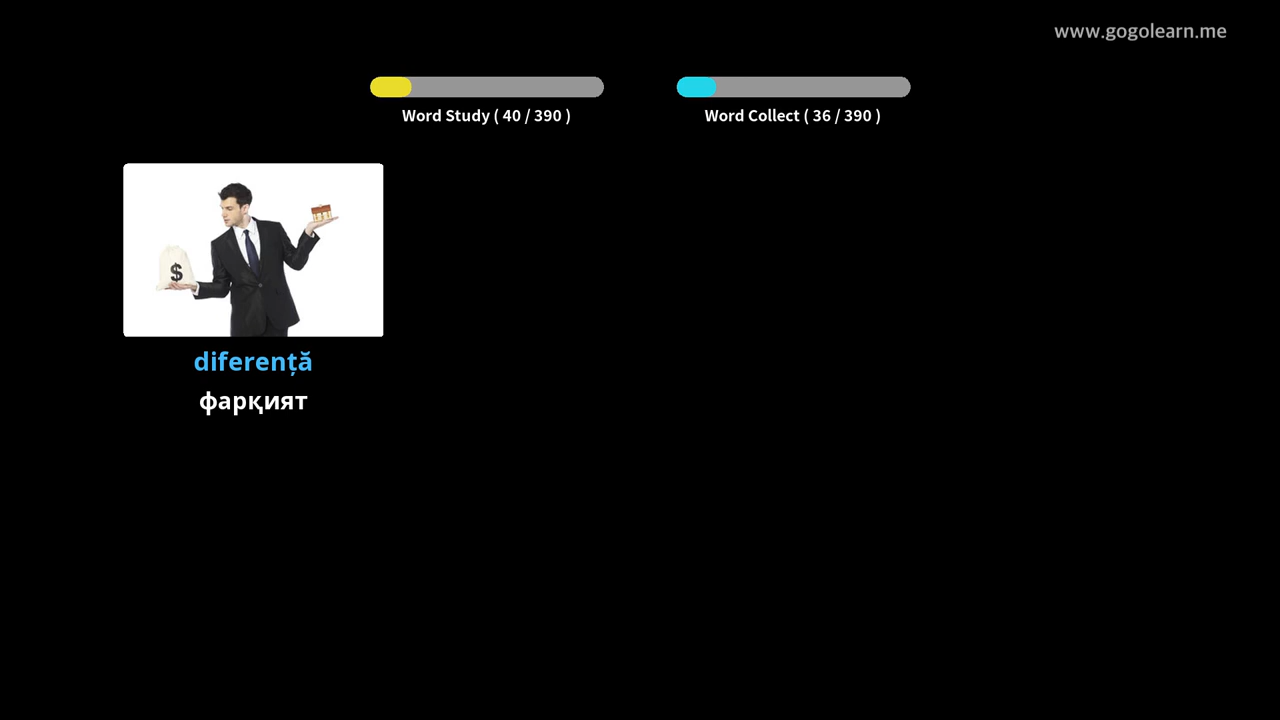 www.gogolearn.me
Word Study ( 40 / 390 )
Word Collect ( 36 / 390 )
$
diferență
фарқият